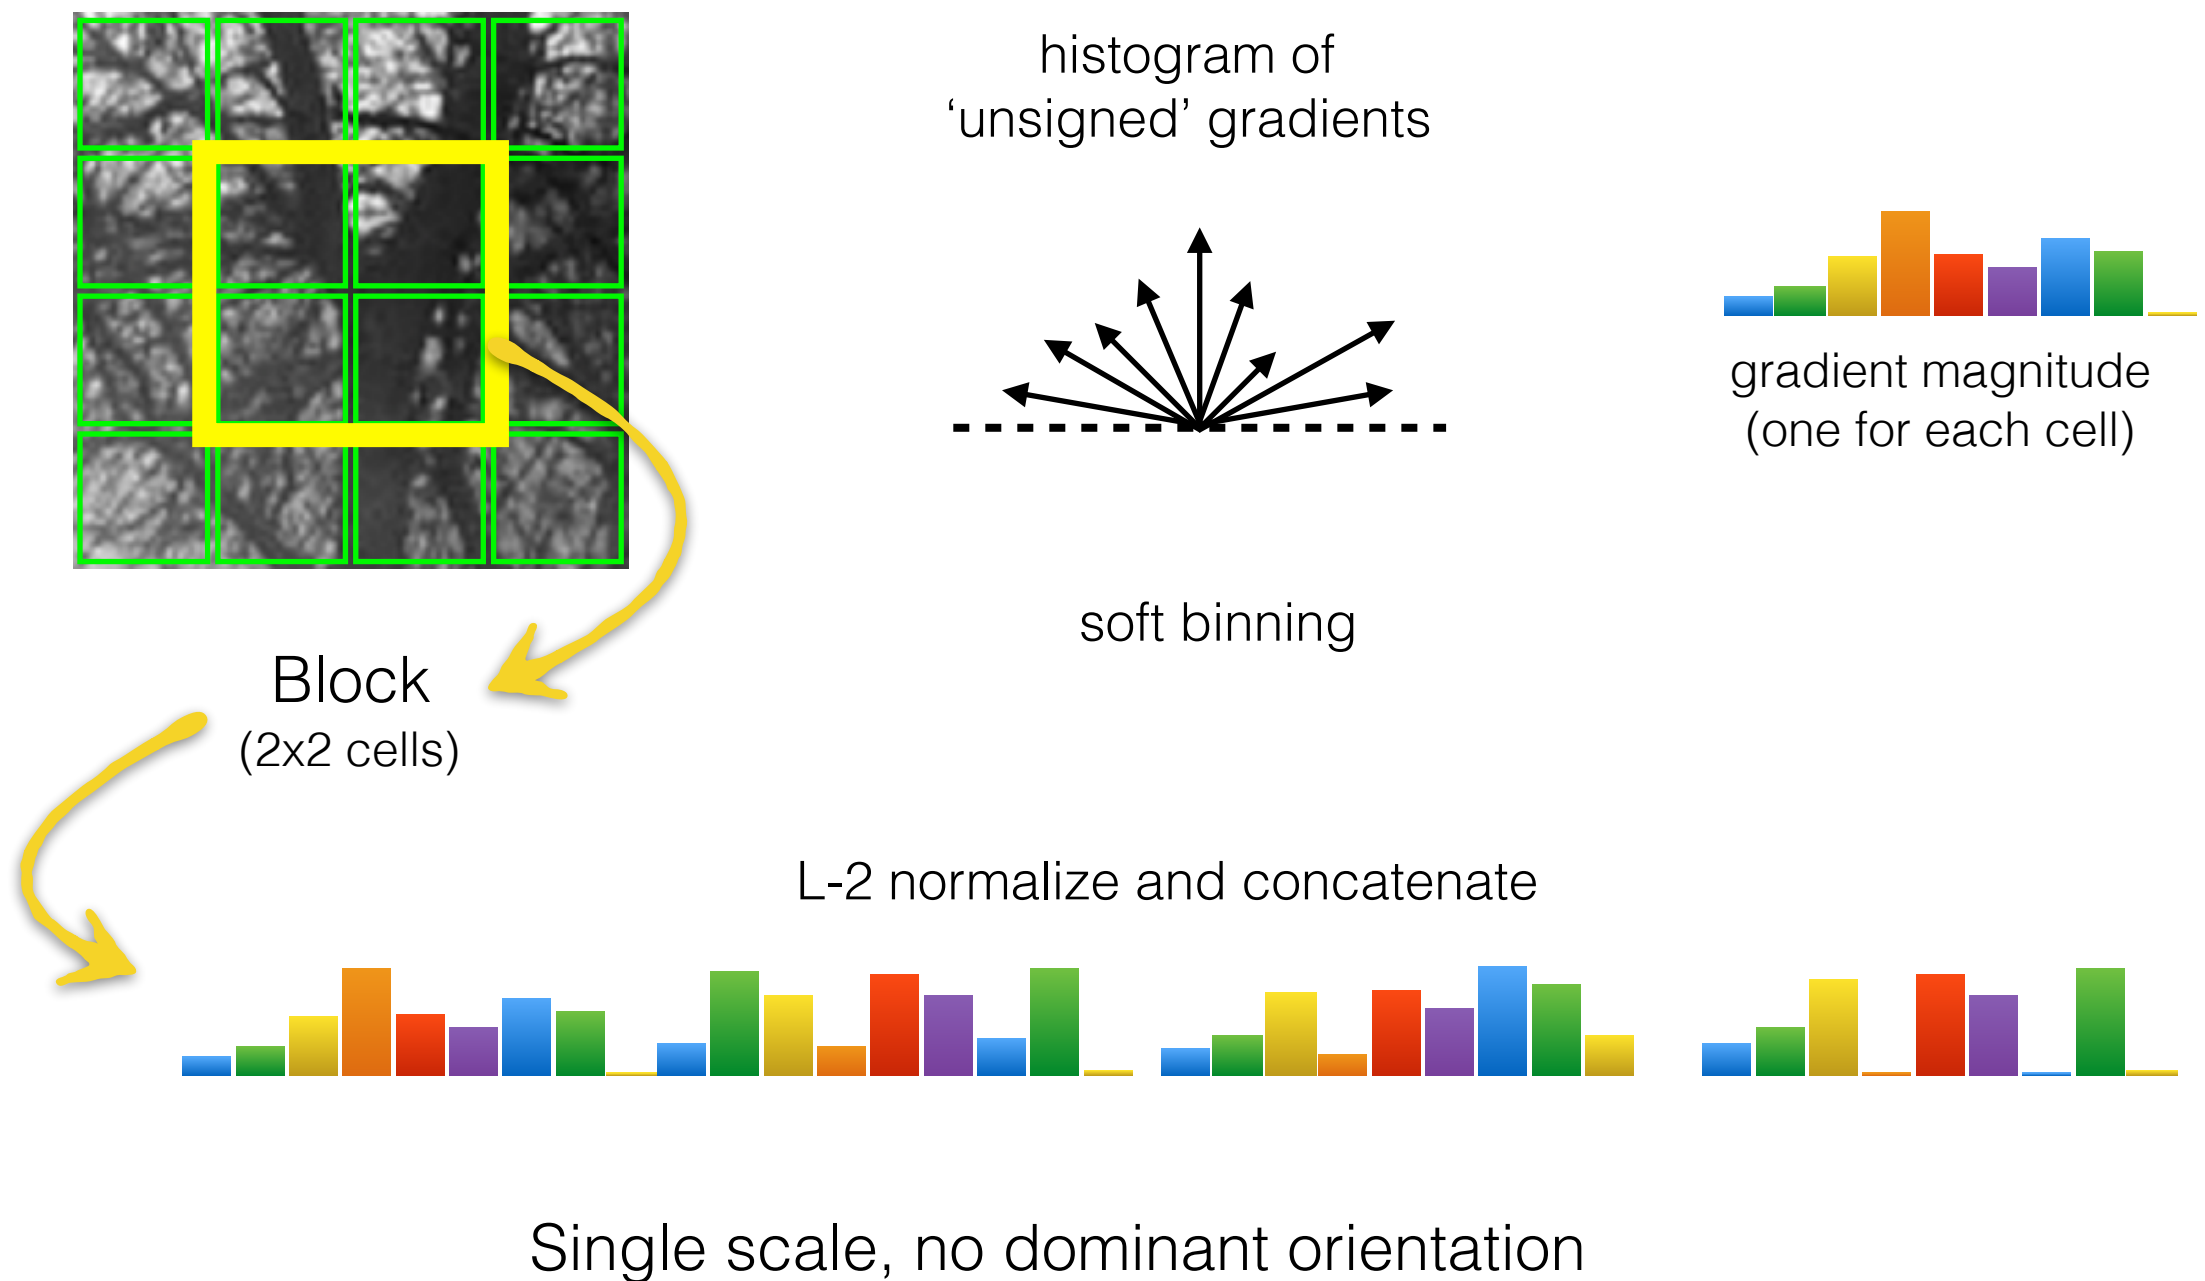 histogram of
‘unsigned’ gradients
gradient magnitude
(one for each cell)
soft binning
Block
(2x2 cells)
L-2 normalize and concatenate
Single scale, no dominant orientation